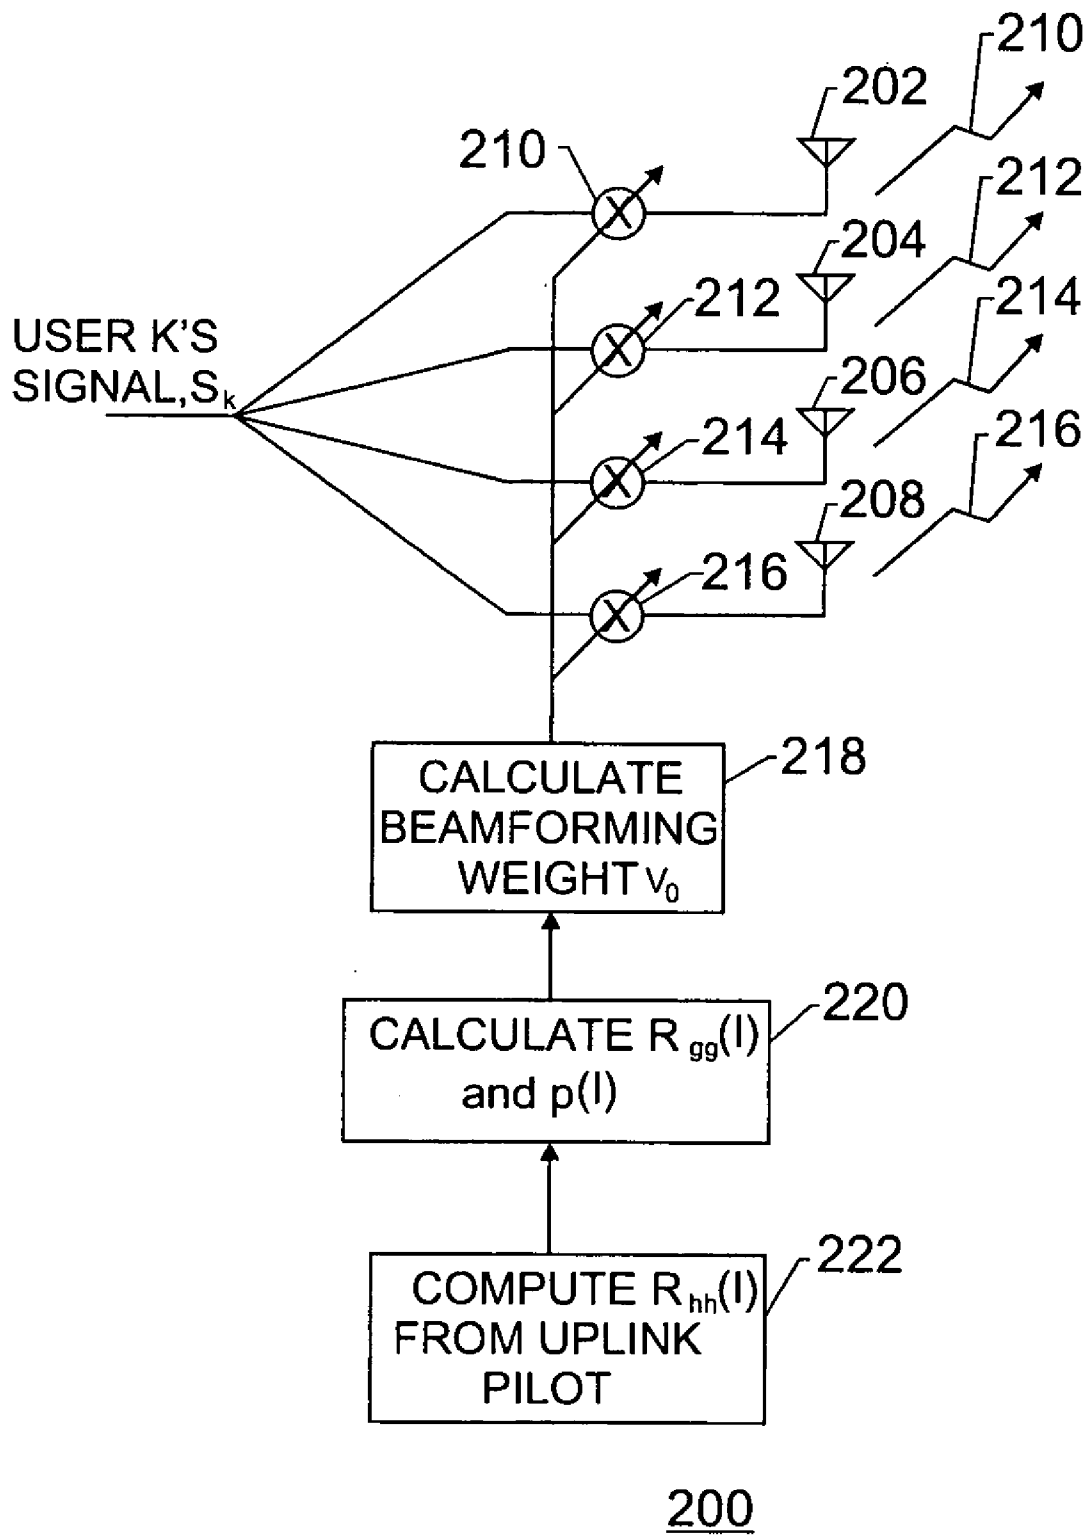 210
202
210
212
204
212
214
USER K'S
SIGNAL,Sk
206
214
216
208
216
X
X
X
X
CALCULATE
BEAMFORMING
WEIGHT v0
218
CALCULATE Rgg(l)
and p(l)
220
COMPUTE Rhh(l)
FROM UPLINK
PILOT
222
200